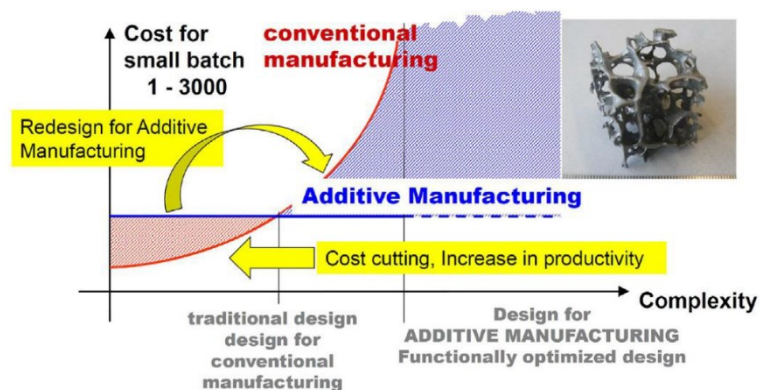 Cost for
small batch
1 - 3000
conventional
manufacturing
Redesign for Additive
Manufacturing
Additive Manufacturing
Cost cutting, Increase in productivity
Complexity
traditional design
design for
conventional
manufacturing
Design for
ADDITIVE MANUFACTURING
Functionally optimized design